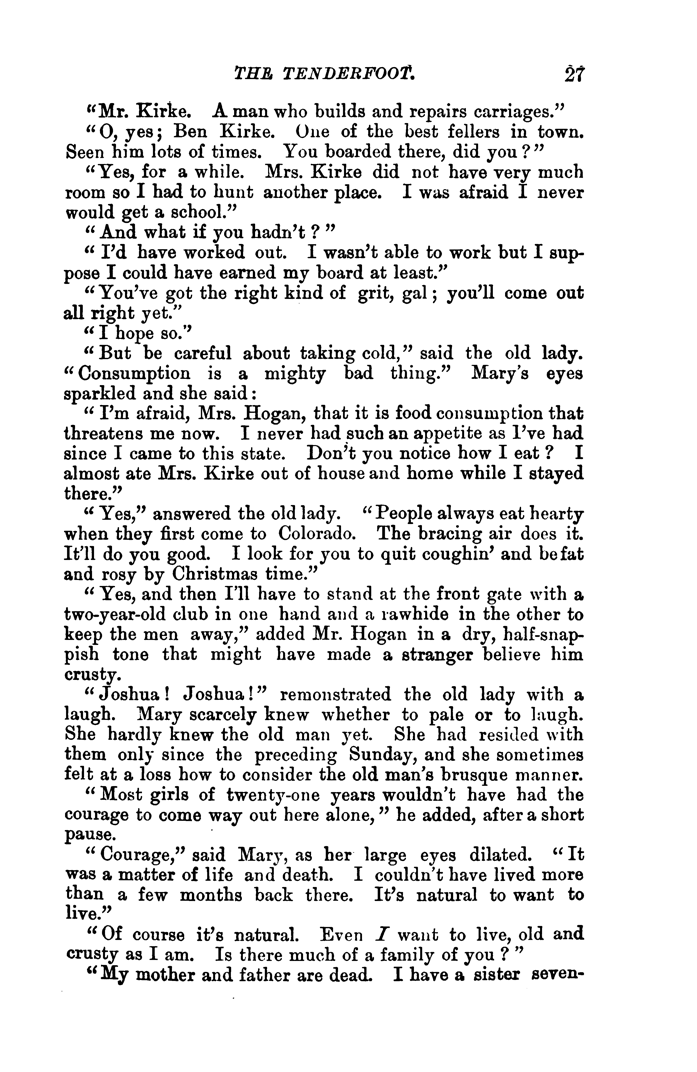 THE TENDERFOOT. 27
"Mr. Kirke. A man who builds and repairs carriages."
"O, yes; Ben Kirke. One of the best fellers in town.
Seen him lots of times. You boarded there, did you?"
"Yes, for a while. Mrs. Kirke did not have very much
room so I had to hunt another place. I was afraid I never
would get a school."
"And what if you hadn't?"
"I'd have worked out. I wasn't able to work but I sup-
pose I could have earned my board at least."
"You've got the right kind of grit, gal; you'll come out
all right yet."
"I hope so."
"But be careful about taking cold," said the old lady.
"Consumption is a mighty bad thing." Mary's eyes
sparkled and she said:
"I'm afraid, Mrs. Hogan, that it is food consumption that
threatens me now. I never had such an appetite as I've had
since I came to this state. Don't you notice how I eat? I
almost ate Mrs. Kirke out of house and home while I stayed
there."
"Yes," answered the old lady. "People always eat hearty
when they first come to Colorado. The bracing air does it.
It'll do you good. I look for you to quit coughin' and be fat
and rosy by Christmas time."
"Yes, and then I'll have to stand at the front gate with a
two-year-old club in one hand and a rawhide in the other to
keep the men away," added Mr. Hogan in a dry, half-snap-
pish tone that might have made a stranger believe him
crusty.
"Joshua! Joshua!" remonstrated the old lady with a
laugh. Mary scarcely knew whether to pale or to laugh.
She hardly knew the old man yet. She had resided with
them only since the preceding Sunday, and she sometimes
felt at a loss how to consider the old man's brusque manner.
"Most girls of twenty-one years wouldn't have had the
courage to come way out here alone," he added, after a short
pause.
"Courage," said Mary, as her large eyes dilated. "It
was a matter of life and death. I couldn't have lived more
than a few months back there. It's natural to want to
live."
"Of course it's natural. Even I want to live, old and
crusty as I am. Is there much of a family of you?"
"My mother and father are dead. I have a sister seven-